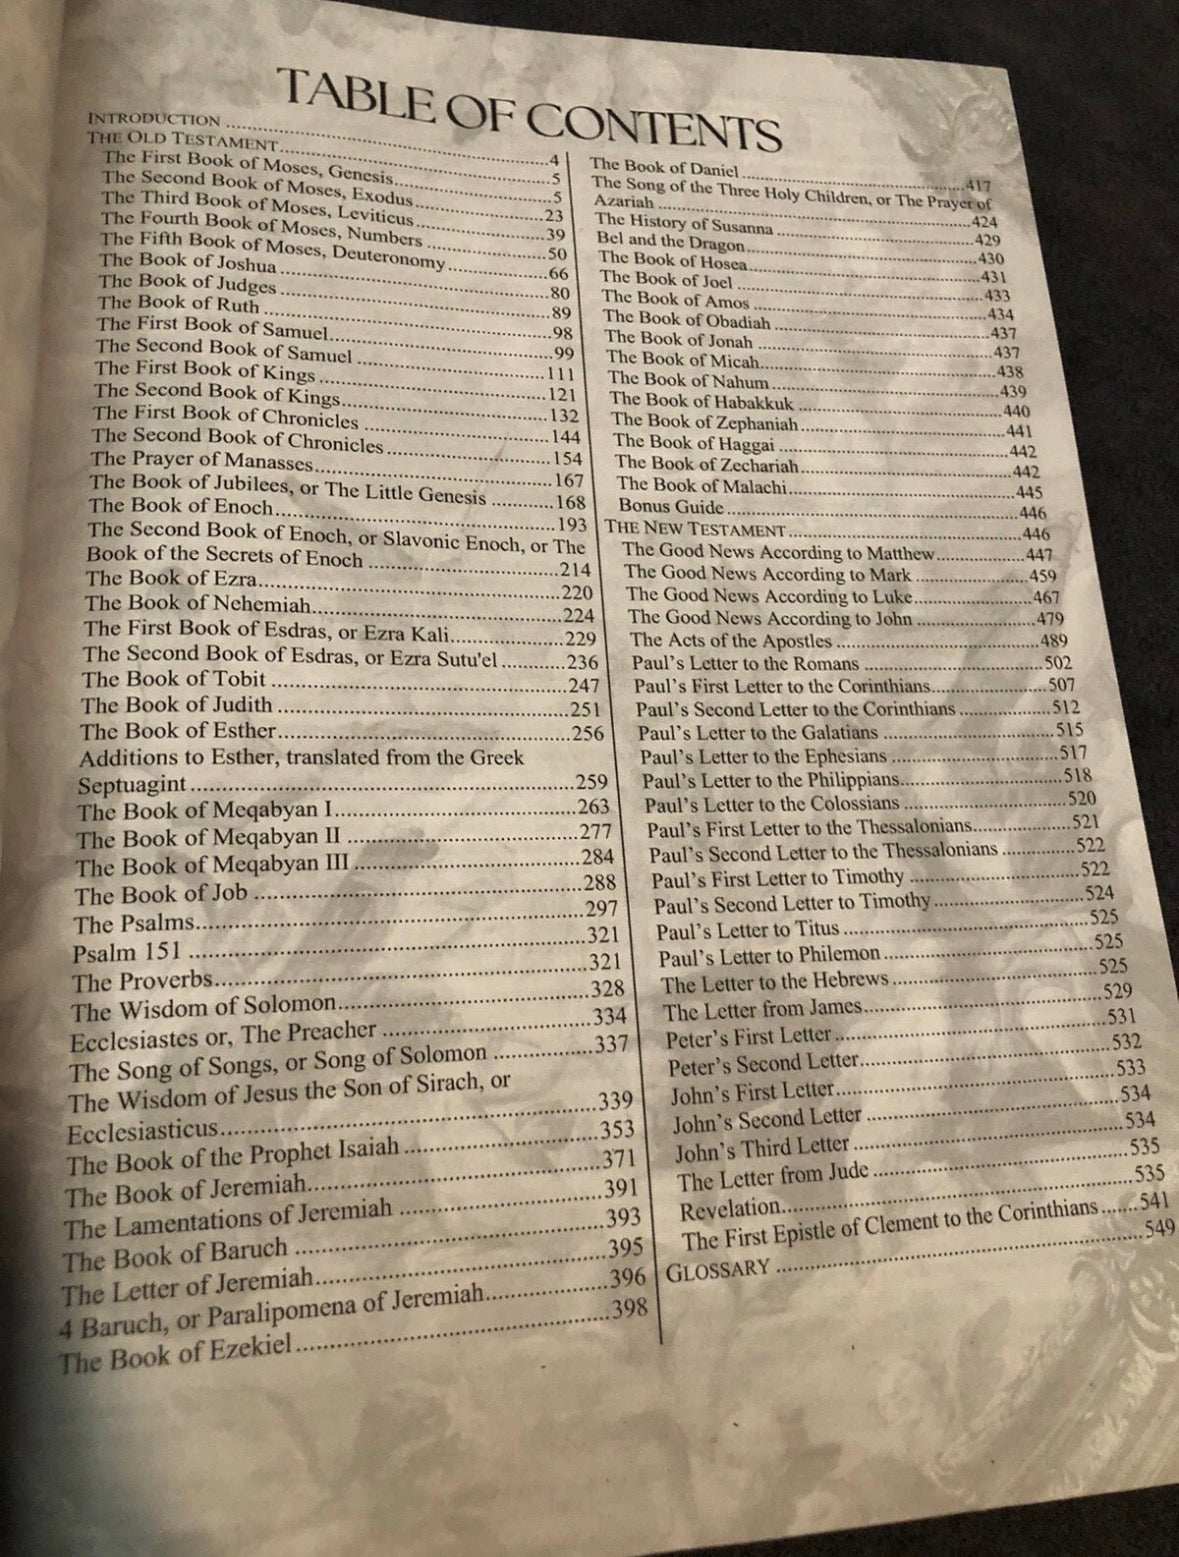 TABLE OF CONTENTS
INTRODUCTION ........................ 4
THE OLD TESTAMENT ........................ 5
The First Book of Moses, Genesis ........................ 5
The Second Book of Moses, Exodus ........................ 23
The Third Book of Moses, Leviticus ........................ 39
The Fourth Book of Moses, Numbers ........................ 50
The Fifth Book of Moses, Deuteronomy ........................ 66
The Book of Joshua ........................ 80
The Book of Judges ........................ 89
The Book of Ruth ........................ 98
The First Book of Samuel ........................ 99
The Second Book of Samuel ........................ 111
The First Book of Kings ........................ 121
The Second Book of Kings ........................ 132
The First Book of Chronicles ........................ 144
The Second Book of Chronicles ........................ 154
The Prayer of Manasses ........................ 167
The Book of Jubilees, or The Little Genesis ........................ 168
The Book of Enoch ........................ 193
The Second Book of Enoch, or Slavonic Enoch, or The
Book of the Secrets of Enoch ........................ 214
The Book of Ezra ........................ 220
The Book of Nehemiah ........................ 224
The First Book of Esdras, or Ezra Kali ........................ 229
The Second Book of Esdras, or Ezra Sutu'el ........................ 236
The Book of Tobit ........................ 247
The Book of Judith ........................ 251
The Book of Esther ........................ 256
Additions to Esther, translated from the Greek
Septuagint ........................ 259
The Book of Meqabyan I ........................ 263
The Book of Meqabyan II ........................ 277
The Book of Meqabyan III ........................ 284
The Book of Job ........................ 288
The Psalms ........................ 297
Psalm 151 ........................ 321
The Proverbs ........................ 321
The Wisdom of Solomon ........................ 328
Ecclesiastes or, The Preacher ........................ 334
The Song of Songs, or Song of Solomon ........................ 337
The Wisdom of Jesus the Son of Sirach, or
Ecclesiasticus ........................ 339
The Book of the Prophet Isaiah ........................ 353
The Book of Jeremiah ........................ 371
The Lamentations of Jeremiah ........................ 391
The Book of Baruch ........................ 393
The Letter of Jeremiah ........................ 395
4 Baruch, or Paralipomena of Jeremiah ........................ 396
The Book of Ezekiel ........................ 398
The Book of Daniel ........................ 417
The Song of the Three Holy Children, or The Prayer of
Azariah ........................ 424
The History of Susanna ........................ 429
Bel and the Dragon ........................ 430
The Book of Hosea ........................ 431
The Book of Joel ........................ 433
The Book of Amos ........................ 434
The Book of Obadiah ........................ 437
The Book of Jonah ........................ 437
The Book of Micah ........................ 438
The Book of Nahum ........................ 439
The Book of Habakkuk ........................ 440
The Book of Zephaniah ........................ 441
The Book of Haggai ........................ 442
The Book of Zechariah ........................ 442
The Book of Malachi ........................ 445
Bonus Guide ........................ 446
THE NEW TESTAMENT ........................ 446
The Good News According to Matthew ........................ 447
The Good News According to Mark ........................ 459
The Good News According to Luke ........................ 467
The Good News According to John ........................ 479
The Acts of the Apostles ........................ 489
Paul's Letter to the Romans ........................ 502
Paul's First Letter to the Corinthians ........................ 507
Paul's Second Letter to the Corinthians ........................ 512
Paul's Letter to the Galatians ........................ 515
Paul's Letter to the Ephesians ........................ 517
Paul's Letter to the Philippians ........................ 518
Paul's Letter to the Colossians ........................ 520
Paul's First Letter to the Thessalonians ........................ 521
Paul's Second Letter to the Thessalonians ........................ 522
Paul's First Letter to Timothy ........................ 522
Paul's Second Letter to Timothy ........................ 524
Paul's Letter to Titus ........................ 525
Paul's Letter to Philemon ........................ 525
The Letter to the Hebrews ........................ 525
The Letter from James ........................ 529
Peter's First Letter ........................ 531
Peter's Second Letter ........................ 532
John's First Letter ........................ 533
John's Second Letter ........................ 534
John's Third Letter ........................ 534
The Letter from Jude ........................ 535
Revelation ........................ 535
The First Epistle of Clement to the Corinthians ........................ 541
GLOSSARY ........................ 549